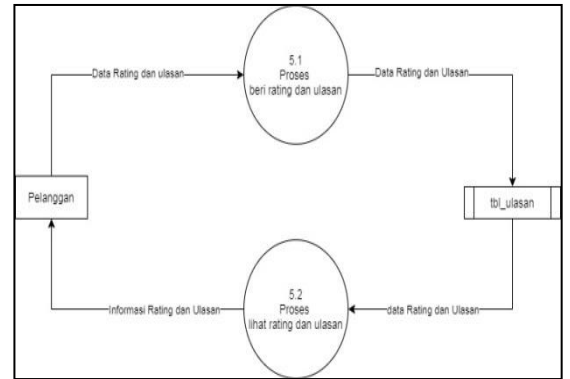 5.1
Proses
beri rating dan ulasan
Data Rating dan ulasan
Data Rating dan Ulasan
Pelanggan
tbl_ulasan
5.2
Proses
lihat rating dan ulasan
Informasi Rating dan Ulasan
data Rating dan Ulasan